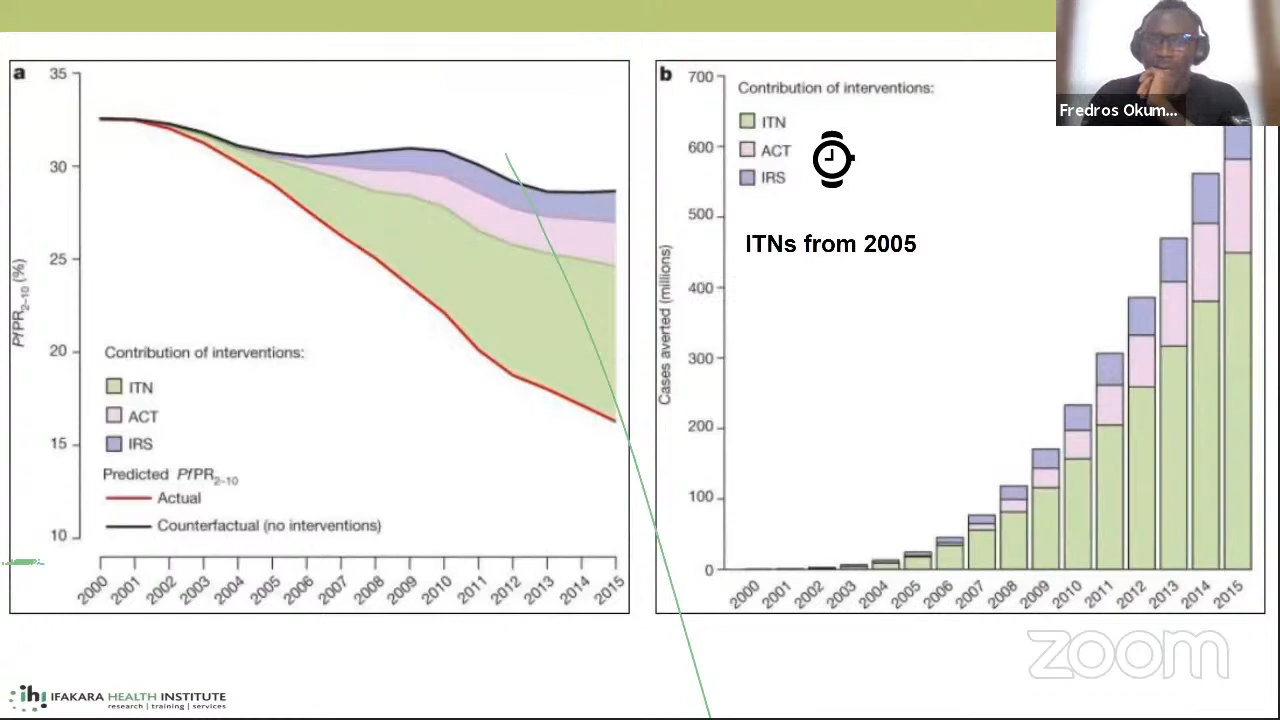 a
35
30
25
20
15
10
PfPR2–10 (%)
Contribution of interventions:
ITN
ACT
IRS
Predicted PfPR2–10
Actual
Counterfactual (no interventions)
2000 2001 2002 2003 2004 2005 2006 2007 2008 2009 2010 2011 2012 2013 2014 2015
b
700
600
500
400
300
200
100
0
Cases averted (millions)
Contribution of interventions:
ITN
ACT
IRS
ITNs from 2005
2000 2001 2002 2003 2004 2005 2006 2007 2008 2009 2010 2011 2012 2013 2014 2015
Fredros Okum...
zoom
ihi IFAKARA HEALTH INSTITUTE
research | training | services